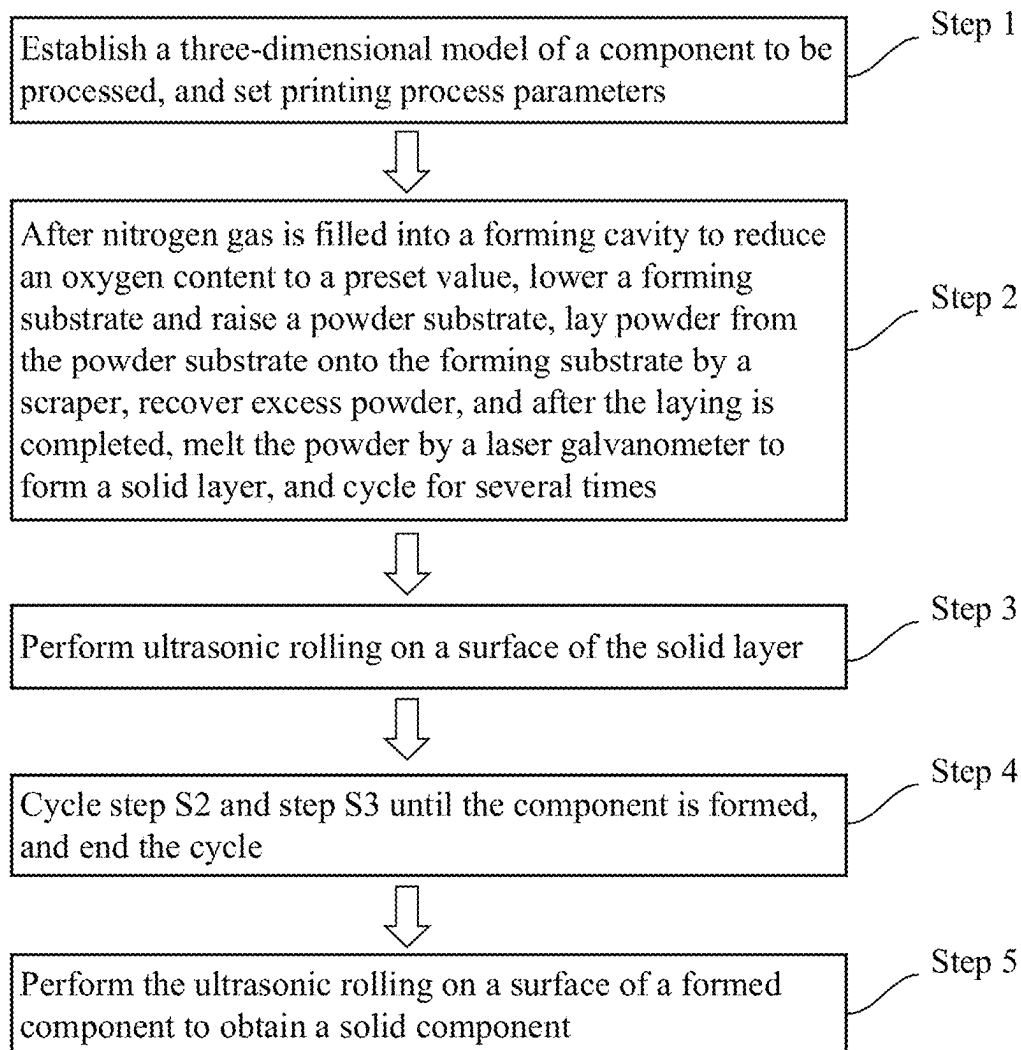 Step 1
Establish a three-dimensional model of a component to be
processed, and set printing process parameters
After nitrogen gas is filled into a forming cavity to reduce
an oxygen content to a preset value, lower a forming
substrate and raise a powder substrate, lay powder from
the powder substrate onto the forming substrate by a
scraper, recover excess powder, and after the laying is
completed, melt the powder by a laser galvanometer to
form a solid layer, and cycle for several times
Step 2
Perform ultrasonic rolling on a surface of the solid layer
Step 3
Cycle step S2 and step S3 until the component is formed,
and end the cycle
Step 4
Perform the ultrasonic rolling on a surface of a formed
component to obtain a solid component
Step 5